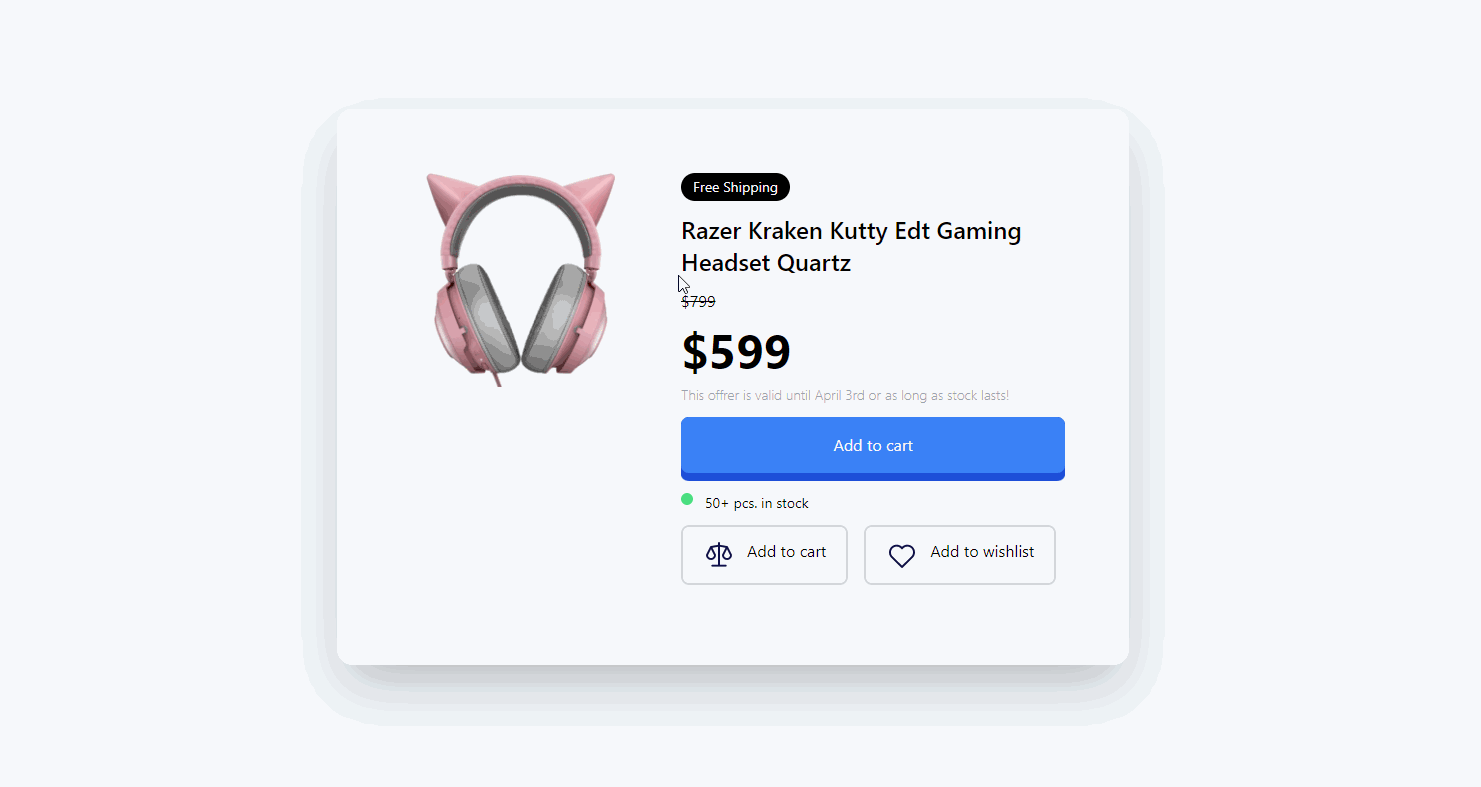 Free Shipping
Razer Kraken Kutty Edt Gaming
Headset Quartz
$799
$599
This offrer is valid until April 3rd or as long as stock lasts!
Add to cart
50+ pcs. in stock
Add to cart
Add to wishlist